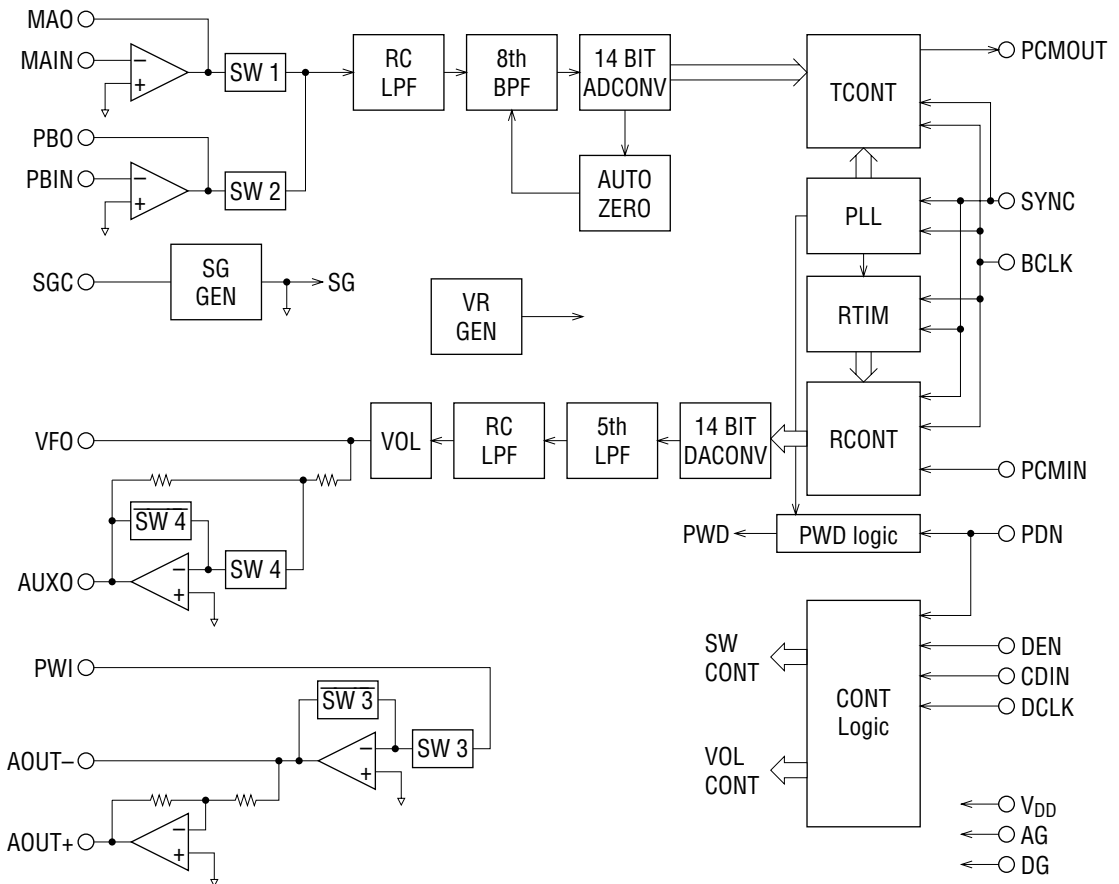 MAO
MAIN
−
+
SW 1
RC
LPF
8th
BPF
14 BIT
ADCONV
TCONT
PCMOUT
PBO
PBIN
−
+
SW 2
AUTO
ZERO
PLL
SYNC
SGC
SG
GEN
SG
VR
GEN
RTIM
BCLK
VFO
VOL
RC
LPF
5th
LPF
14 BIT
DACONV
RCONT
PCMIN
SW 4
AUXO
−
+
SW 4
PWD
PWD logic
PDN
PWI
SW 3
−
+
SW 3
AOUT−
AOUT+
−
+
SW
CONT
VOL
CONT
CONT
Logic
DEN
CDIN
DCLK
VDD
AG
DG